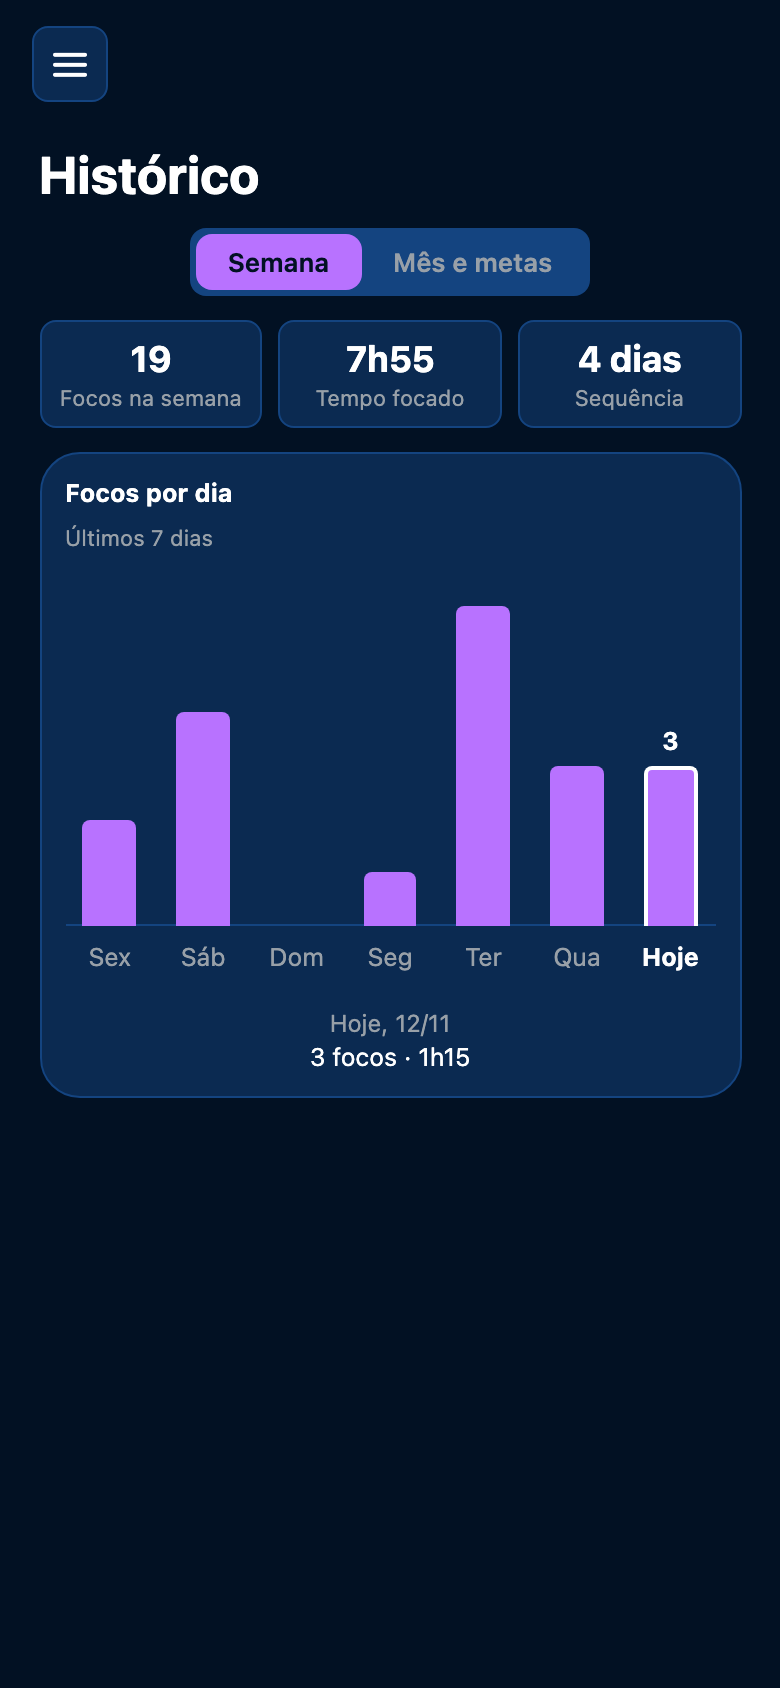 Histórico
Semana Mês e metas
19 7h55 4 dias
Focos na semana Tempo focado Sequência
Focos por dia
Últimos 7 dias
3
Sex Sáb Dom Seg Ter Qua Hoje
Hoje, 12/11
3 focos · 1h15